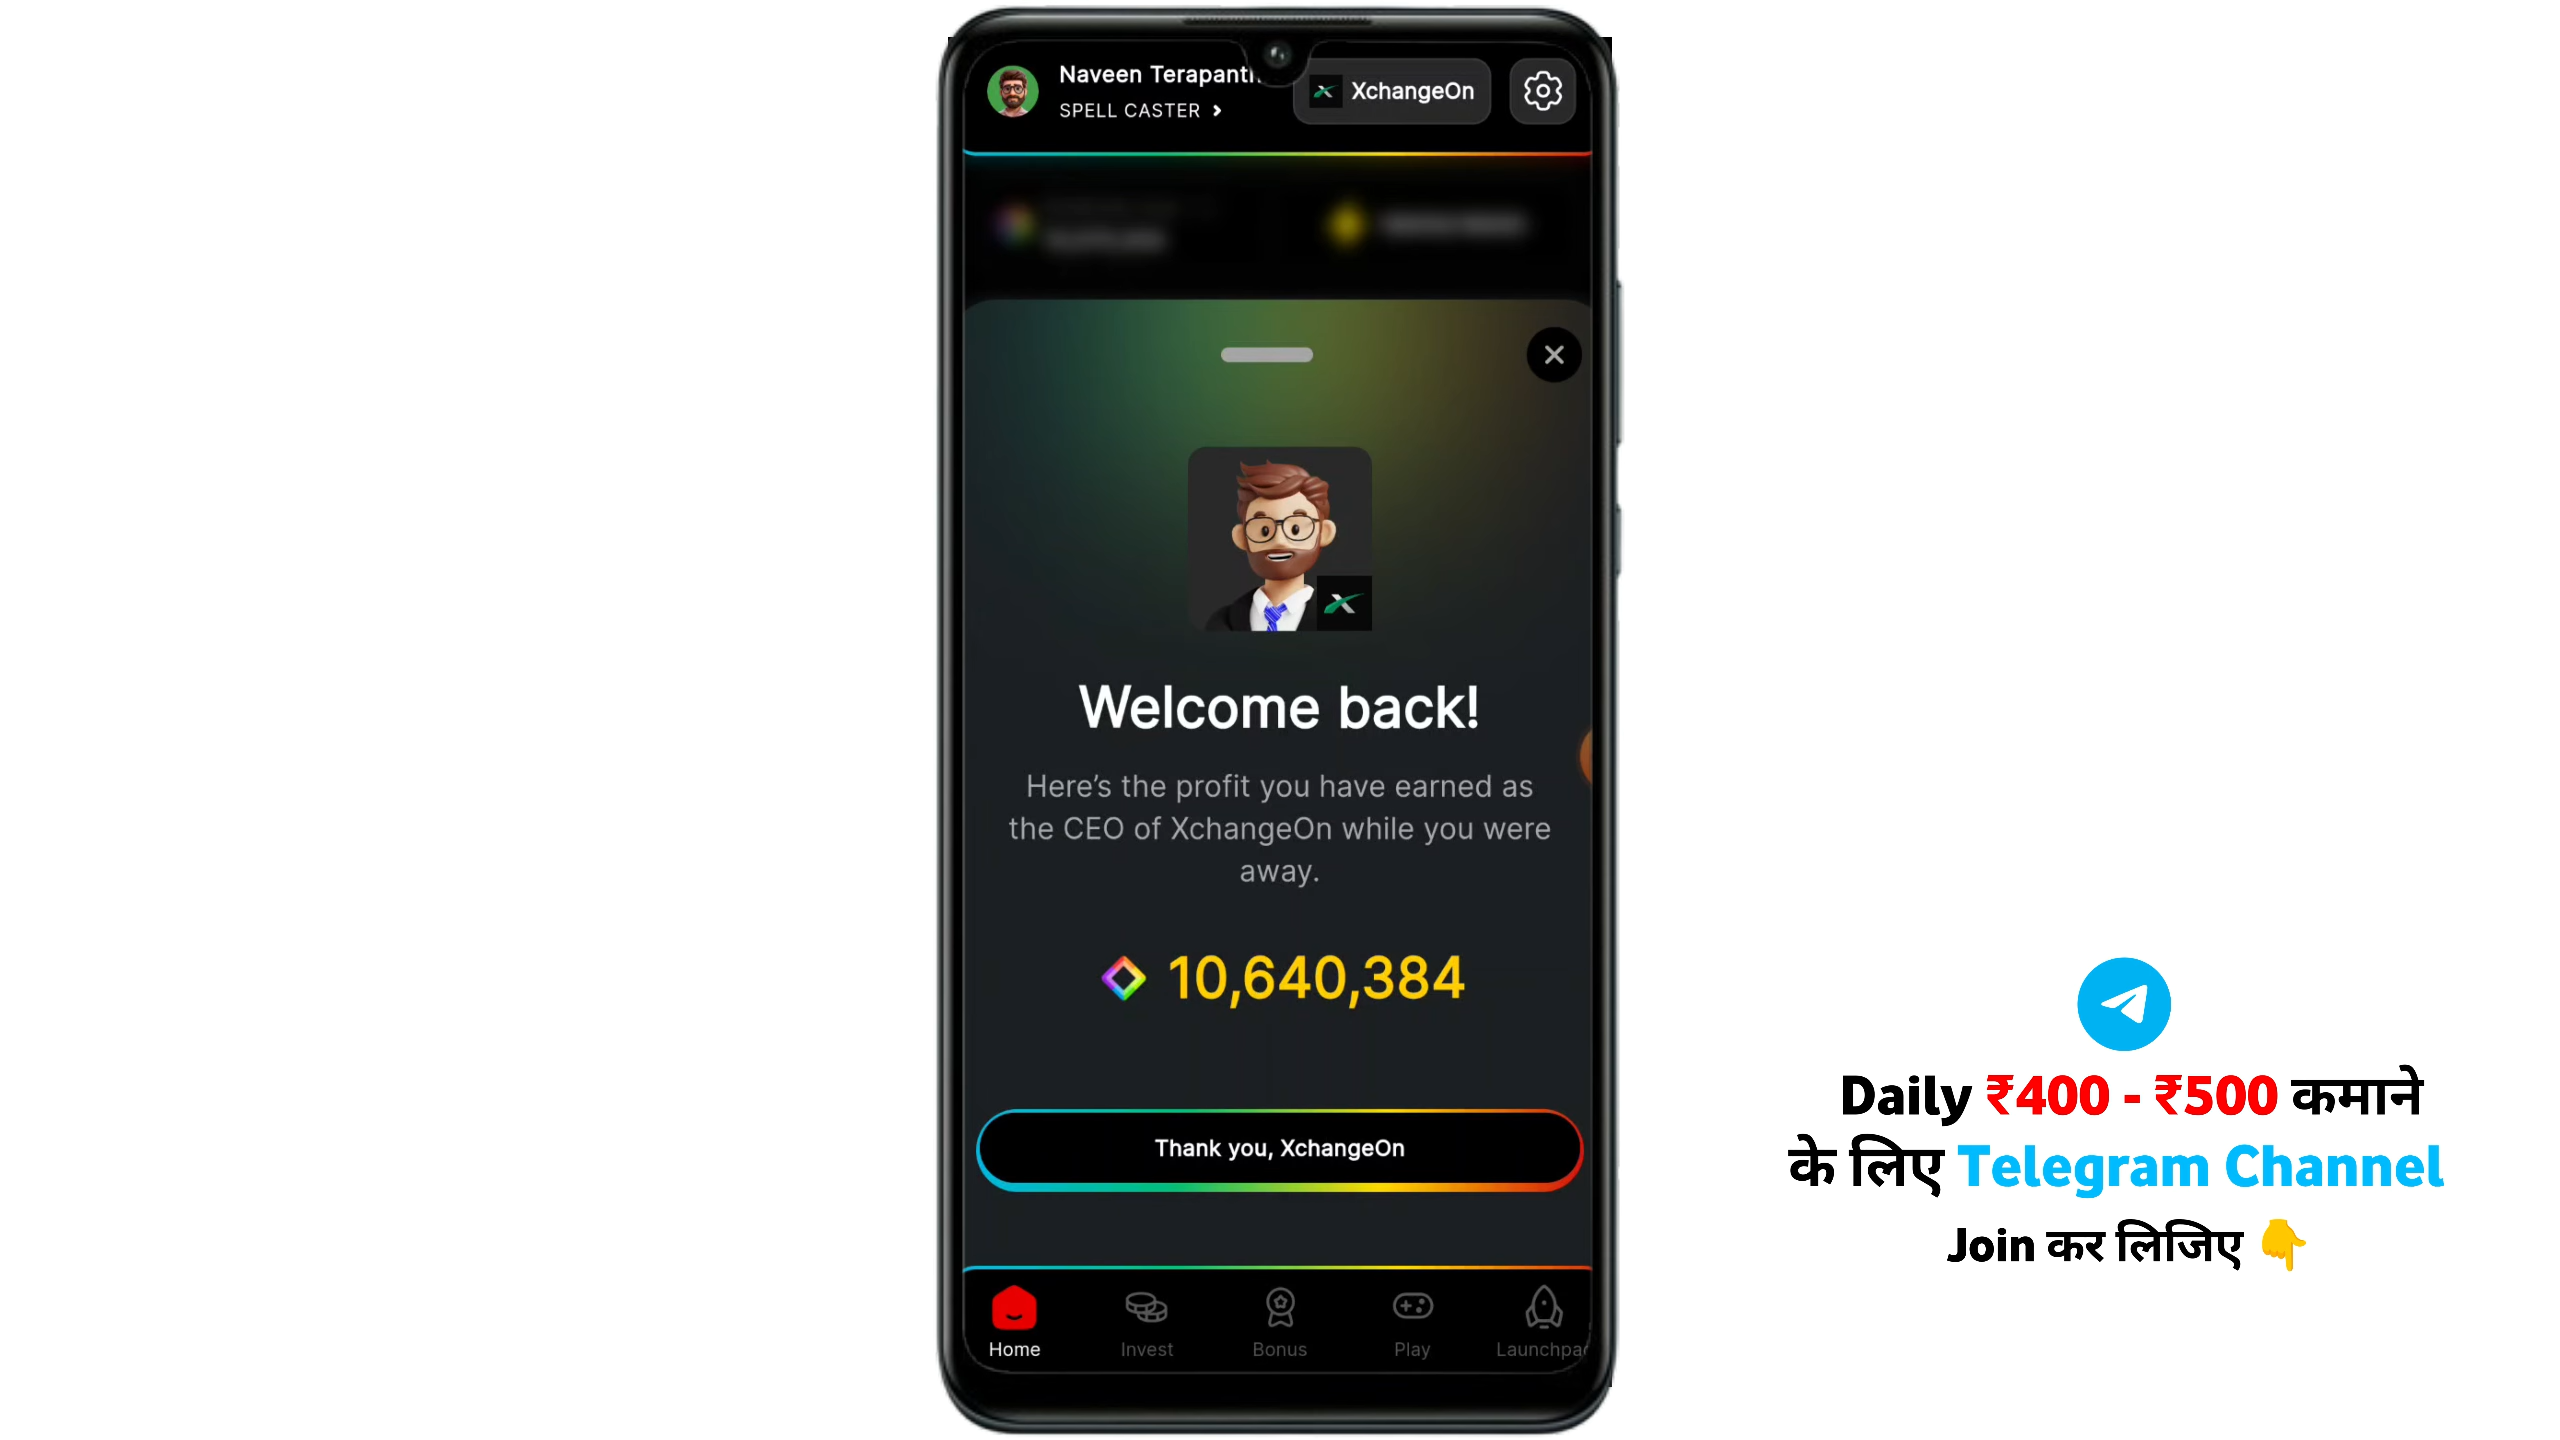 Naveen Terapanth
SPELL CASTER
XchangeOn
Welcome back!
Here's the profit you have earned as
the CEO of XchangeOn while you were
away.
10,640,384
Thank you, XchangeOn
Home
Invest
Bonus
Play
Launchpad
Daily ₹400 - ₹500 कमाने
के लिए Telegram Channel
Join कर लिजिए 👇